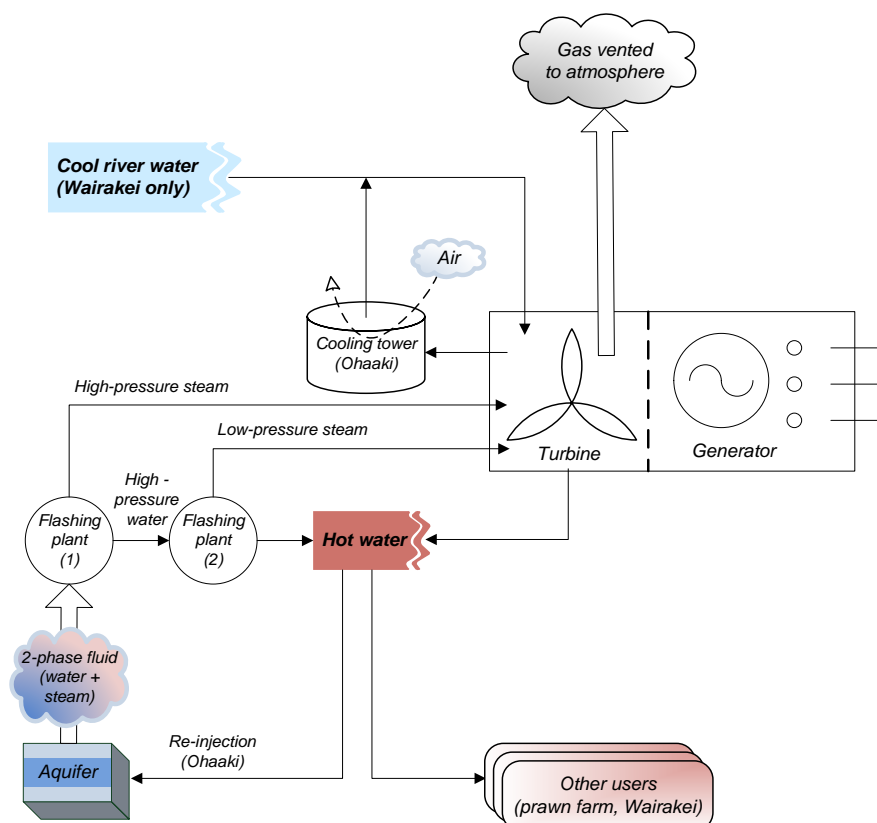 Gas vented
to atmosphere
Cool river water
(Wairakei only)
Air
Cooling tower
(Ohaaki)
High-pressure steam
Low-pressure steam
Turbine
Generator
High -
pressure
water
Flashing
plant
(1)
Flashing
plant
(2)
Hot water
2-phase fluid
(water +
steam)
Re-injection
(Ohaaki)
Aquifer
Other users
(prawn farm, Wairakei)